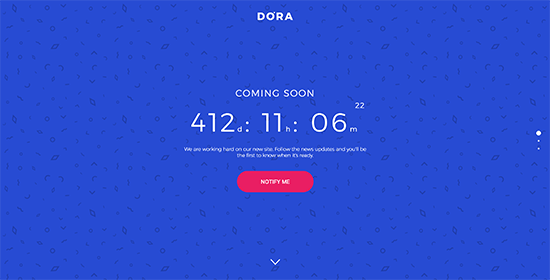 DORA
COMING SOON
22
412d: 11h: 06m
We are working hard on our new site. Follow the news updates and you'll be
the first to know when it's ready.
NOTIFY ME